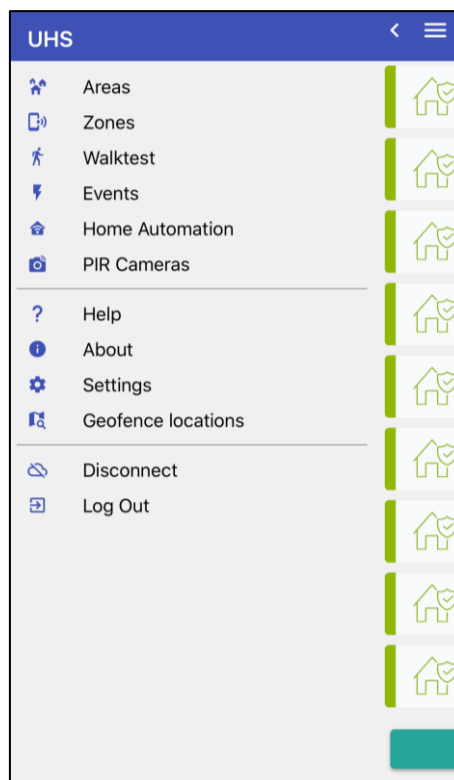 UHS
Areas
Zones
Walktest
Events
Home Automation
PIR Cameras
Help
About
Settings
Geofence locations
Disconnect
Log Out